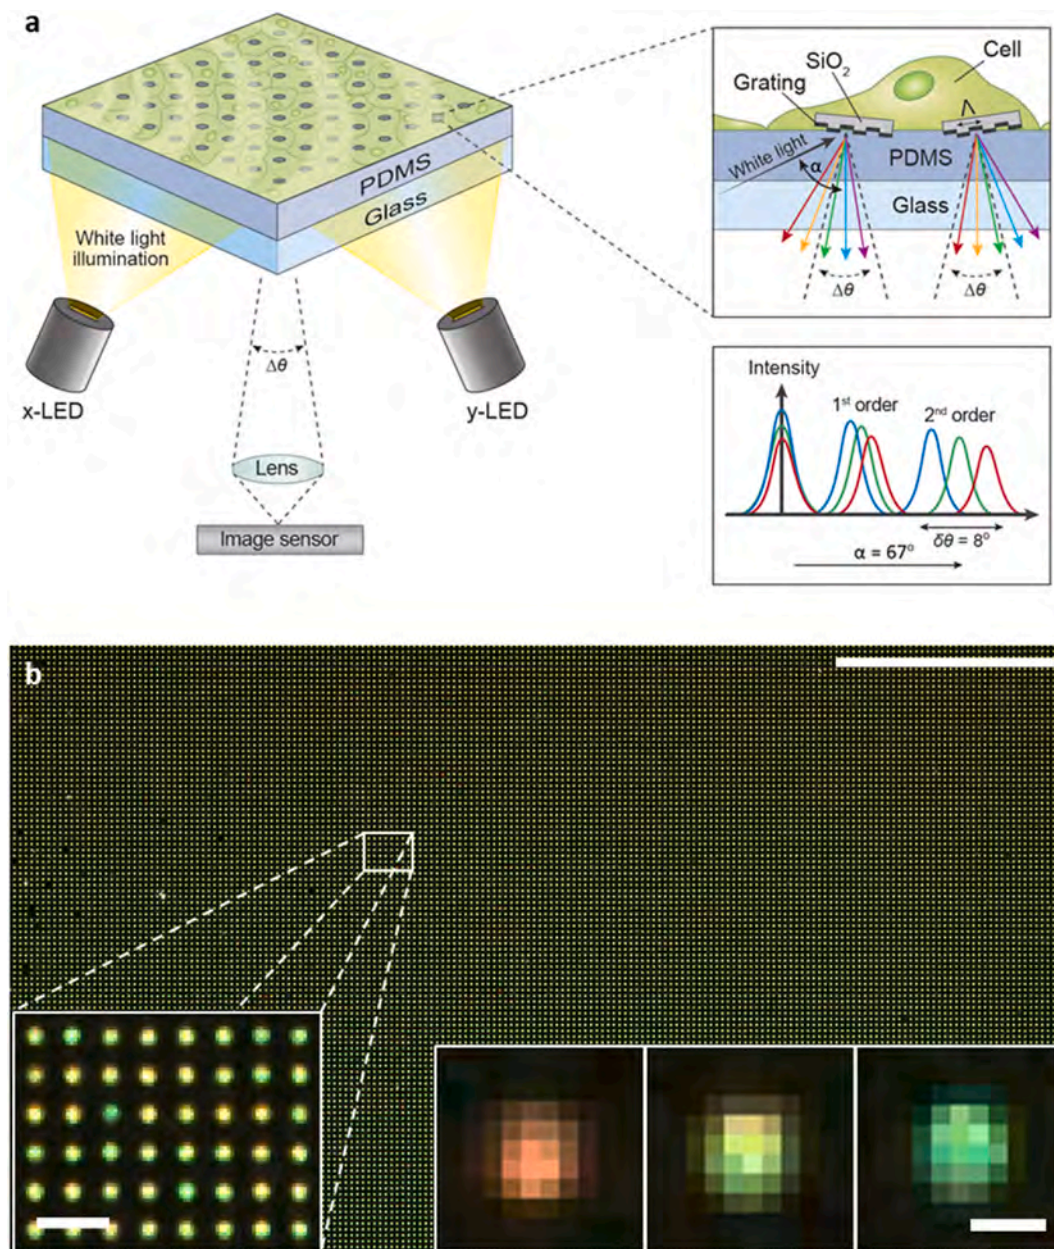 a
PDMS
Glass
White light
illumination
x-LED
y-LED
Δθ
Lens
Image sensor
Cell
SiO₂
Grating
Λ
White light
α
PDMS
Glass
Δθ
Δθ
Intensity
1ˢᵗ order
2ⁿᵈ order
δθ = 8°
α = 67°
b